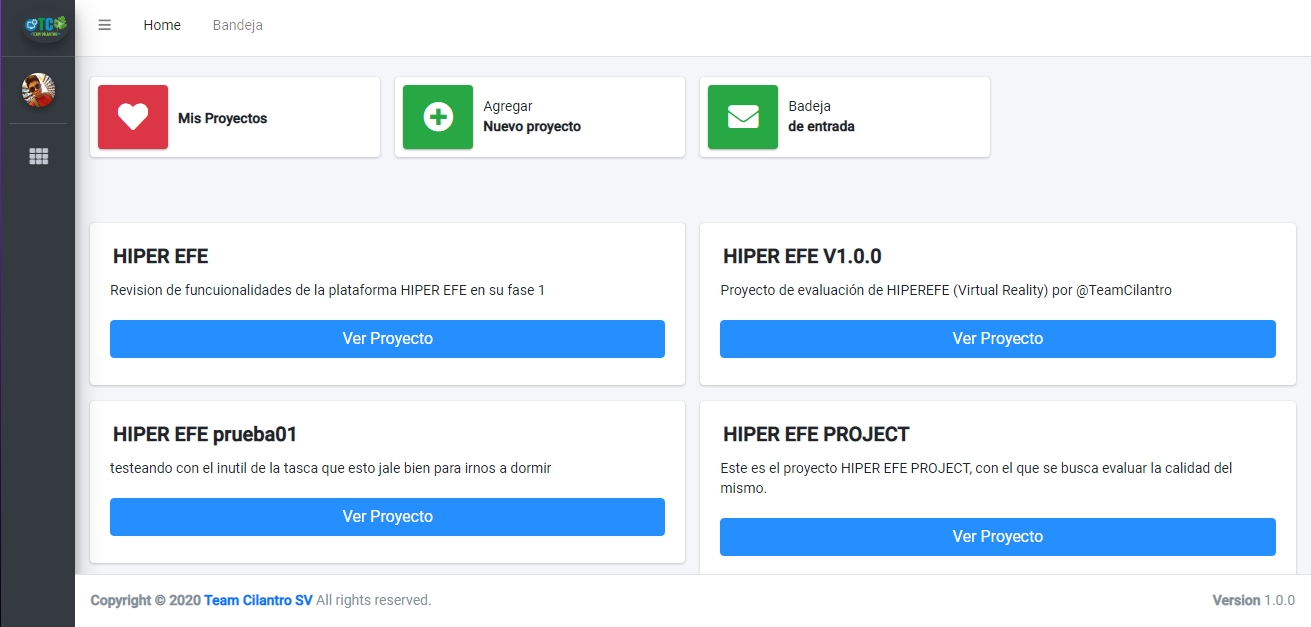 TC
TEAM CILANTRO
Home
Bandeja
Mis Proyectos
Agregar
Nuevo proyecto
Badeja
de entrada
HIPER EFE
Revision de funcuionalidades de la plataforma HIPER EFE en su fase 1
Ver Proyecto
HIPER EFE V1.0.0
Proyecto de evaluación de HIPEREFE (Virtual Reality) por @TeamCilantro
Ver Proyecto
HIPER EFE prueba01
testeando con el inutil de la tasca que esto jale bien para irnos a dormir
Ver Proyecto
HIPER EFE PROJECT
Este es el proyecto HIPER EFE PROJECT, con el que se busca evaluar la calidad del
mismo.
Ver Proyecto
Copyright © 2020 Team Cilantro SV All rights reserved.
Version 1.0.0